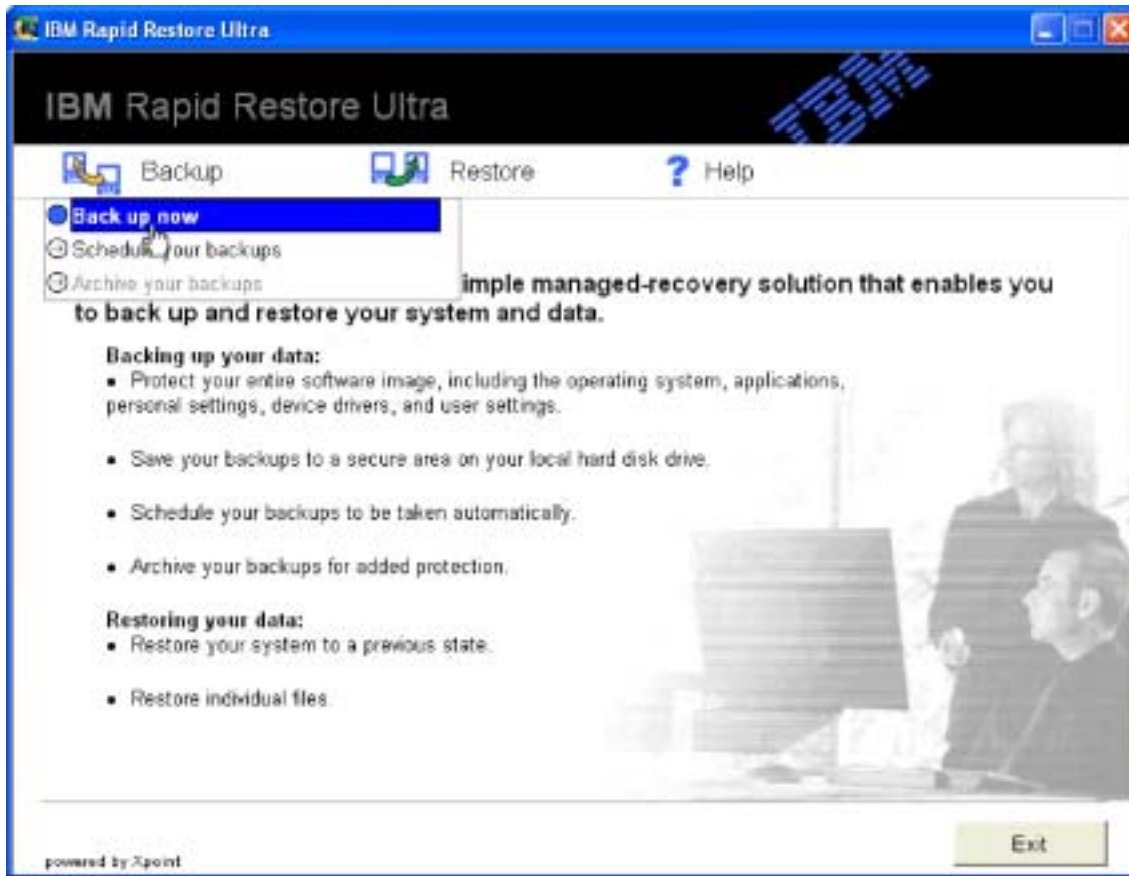 IBM Rapid Restore Ultra
IBM Rapid Restore Ultra
IBM
Backup
Restore
? Help
Back up now
Schedule your backups
Archive your backups
imple managed-recovery solution that enables you
to back up and restore your system and data.
Backing up your data:
• Protect your entire software image, including the operating system, applications,
personal settings, device drivers, and user settings.
• Save your backups to a secure area on your local hard disk drive.
• Schedule your backups to be taken automatically.
• Archive your backups for added protection.
Restoring your data:
• Restore your system to a previous state.
• Restore individual files.
Exit
powered by Xpoint